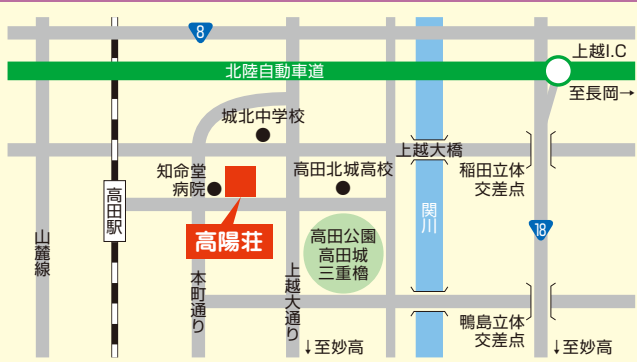 8
上越I.C
北陸自動車道
至長岡→
城北中学校
上越大橋
知命堂
病院
高田北城高校
稲田立体
交差点
高田駅
関川
18
高陽荘
高田公園
高田城
三重櫓
山麓線
本町通り
上越大通り
鴨島立体
交差点
↓至妙高
↓至妙高